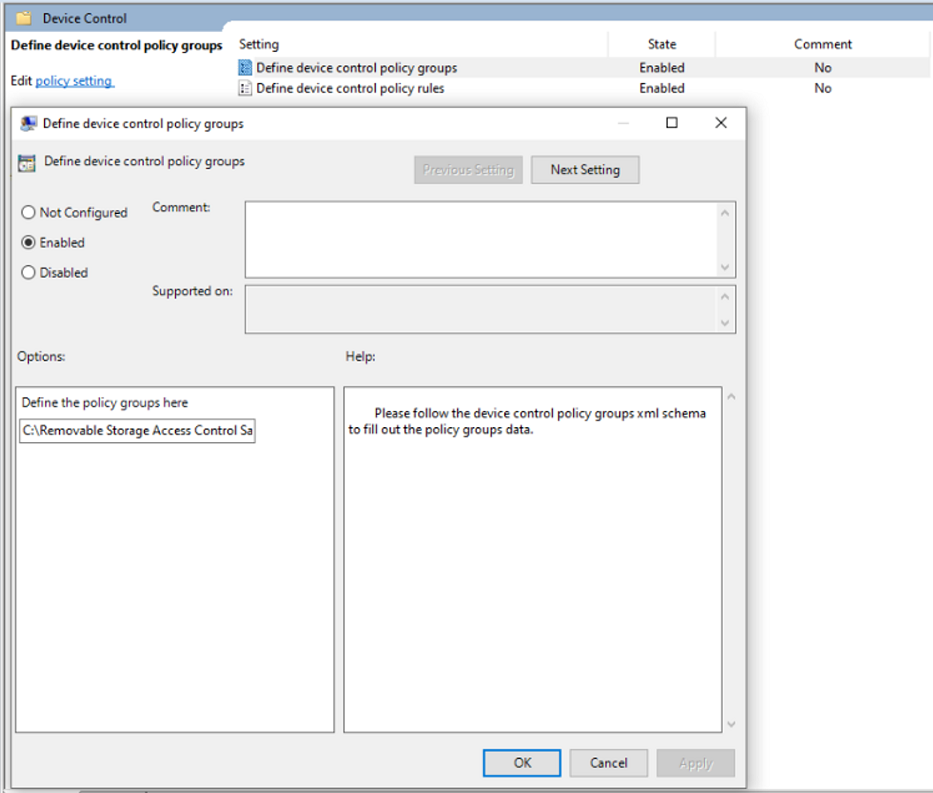 Device Control
Define device control policy groups
Edit policy setting
Setting State Comment
Define device control policy groups Enabled No
Define device control policy rules Enabled No
Define device control policy groups
Define device control policy groups
Previous Setting Next Setting
Not Configured
Enabled
Disabled
Comment:
Supported on:
Options:
Help:
Define the policy groups here
C:\Removable Storage Access Control Sa
Please follow the device control policy groups xml schema
to fill out the policy groups data.
OK Cancel Apply